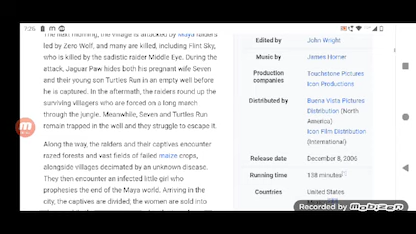 7:26
The next morning, the village is attacked by Maya raiders
led by Zero Wolf, and many are killed, including Flint Sky,
who is killed by the sadistic raider Middle Eye. During the
attack, Jaguar Paw hides both his pregnant wife Seven
and their young son Turtles Run in an empty well before
he is captured. In the aftermath, the raiders round up the
surviving villagers who are forced on a long march
through the jungle. Meanwhile, Seven and Turtles Run
remain trapped in the well and they struggle to escape it.
Along the way, the raiders and their captives encounter
razed forests and vast fields of failed maize crops,
alongside villages decimated by an unknown disease.
They then encounter an infected little girl who
prophesies the end of the Maya world. Arriving in the
city, the captives are divided, the women are sold into
Edited by John Wright
Music by James Horner
Production Touchstone Pictures
companies Icon Productions
Distributed by Buena Vista Pictures
Distribution (North
America)
Icon Film Distribution
(International)
Release date December 8, 2006
Running time 138 minutes
Countries United States
Recorded by Mobizen